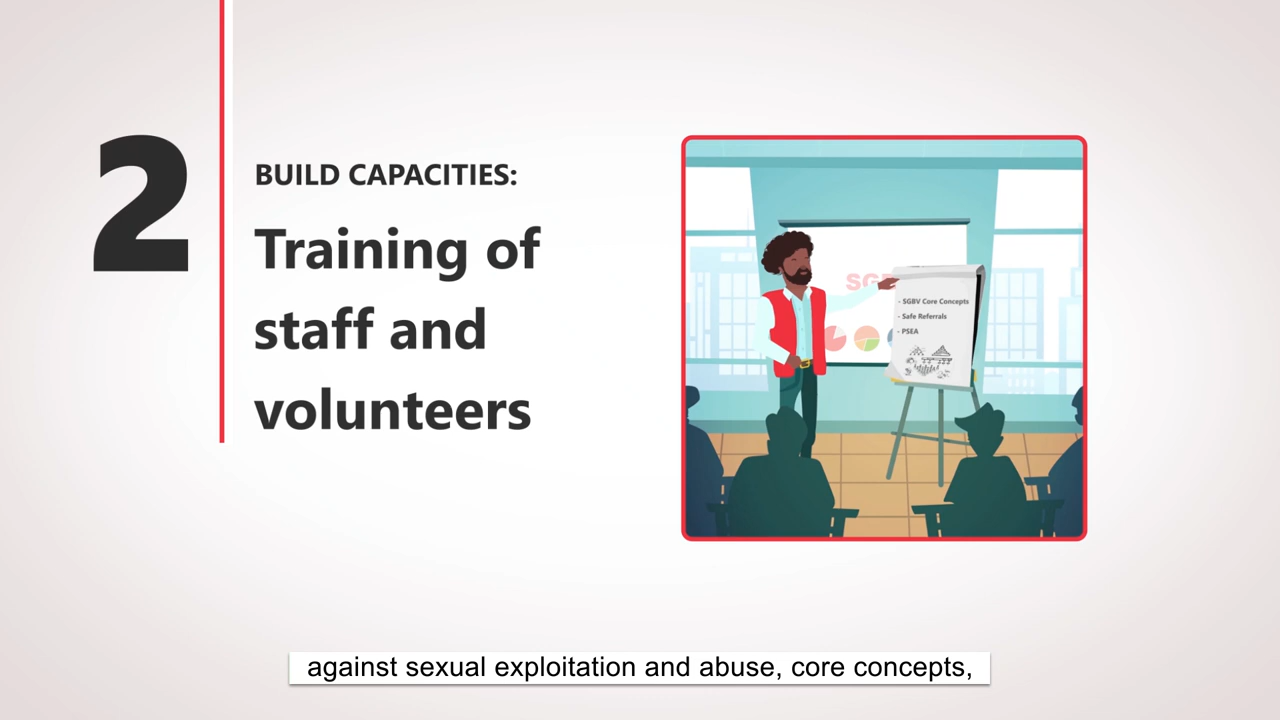 2
BUILD CAPACITIES:
Training of
staff and
volunteers
- SGBV Core Concepts
- Safe Referrals
- PSEA
against sexual exploitation and abuse, core concepts,